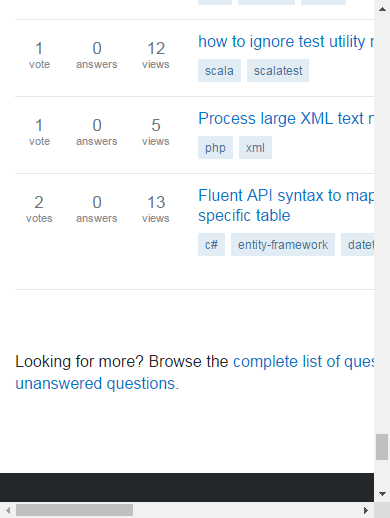 1 0 12 how to ignore test utility
vote answers views
scala scalatest
1 0 5 Process large XML text
vote answers views
php xml
2 0 13 Fluent API syntax to map
votes answers views specific table
c# entity-framework
Looking for more? Browse the complete list of
unanswered questions.